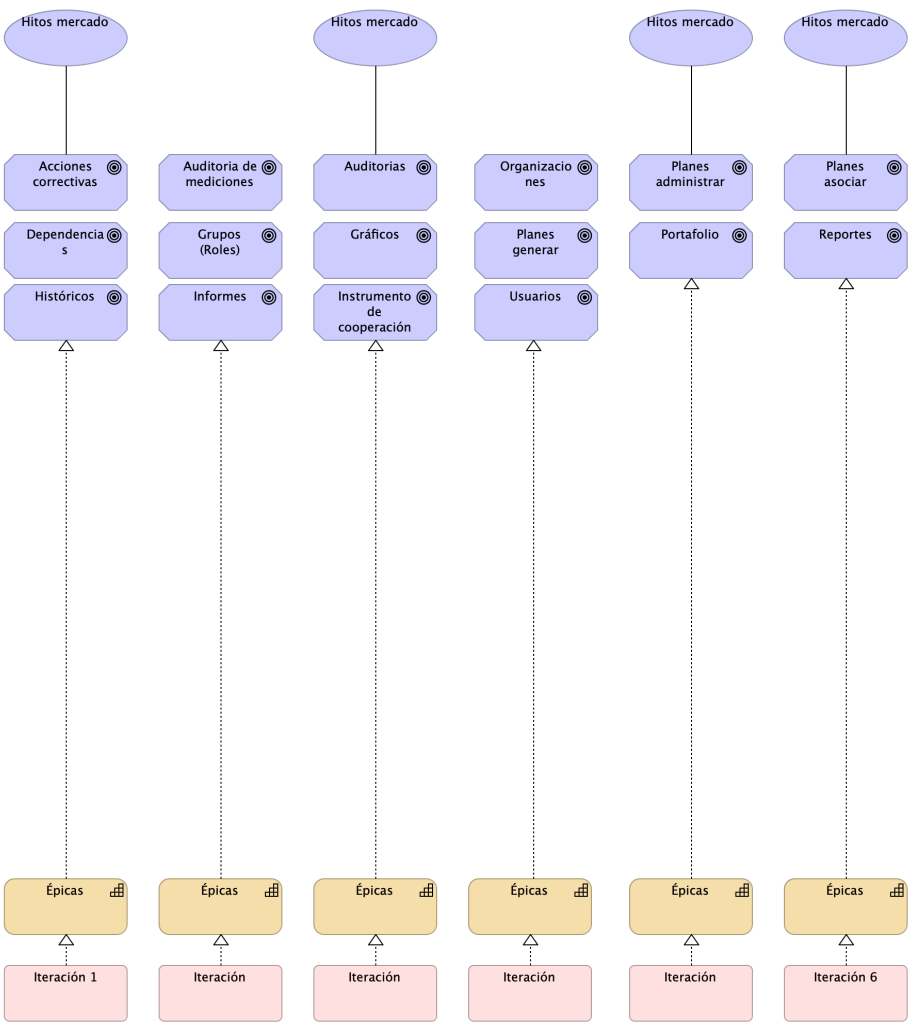 Hitos mercado
Hitos mercado
Hitos mercado
Hitos mercado
Acciones
correctivas
Auditoria de
mediciones
Auditorias
Organizacio
nes
Planes
administrar
Planes
asociar
Dependencia
s
Grupos
(Roles)
Gráficos
Planes
generar
Portafolio
Reportes
Históricos
Informes
Instrumento
de
cooperación
Usuarios
Épicas
Épicas
Épicas
Épicas
Épicas
Épicas
Iteración 1
Iteración
Iteración
Iteración
Iteración
Iteración 6